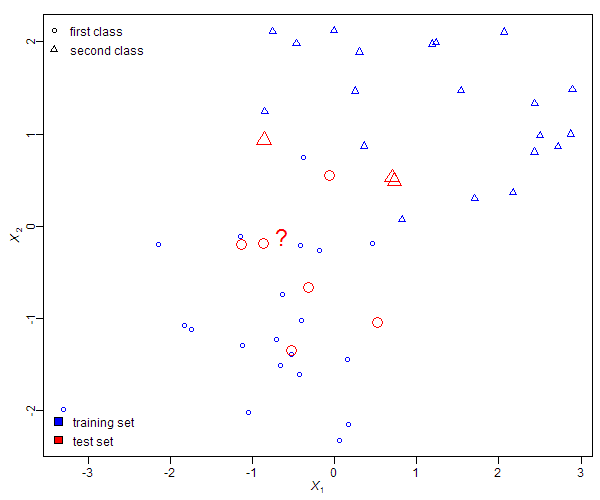 first class
second class
?
training set
test set
2
1
0
-1
-2
X2
-3
-2
-1
0
1
2
3
X1